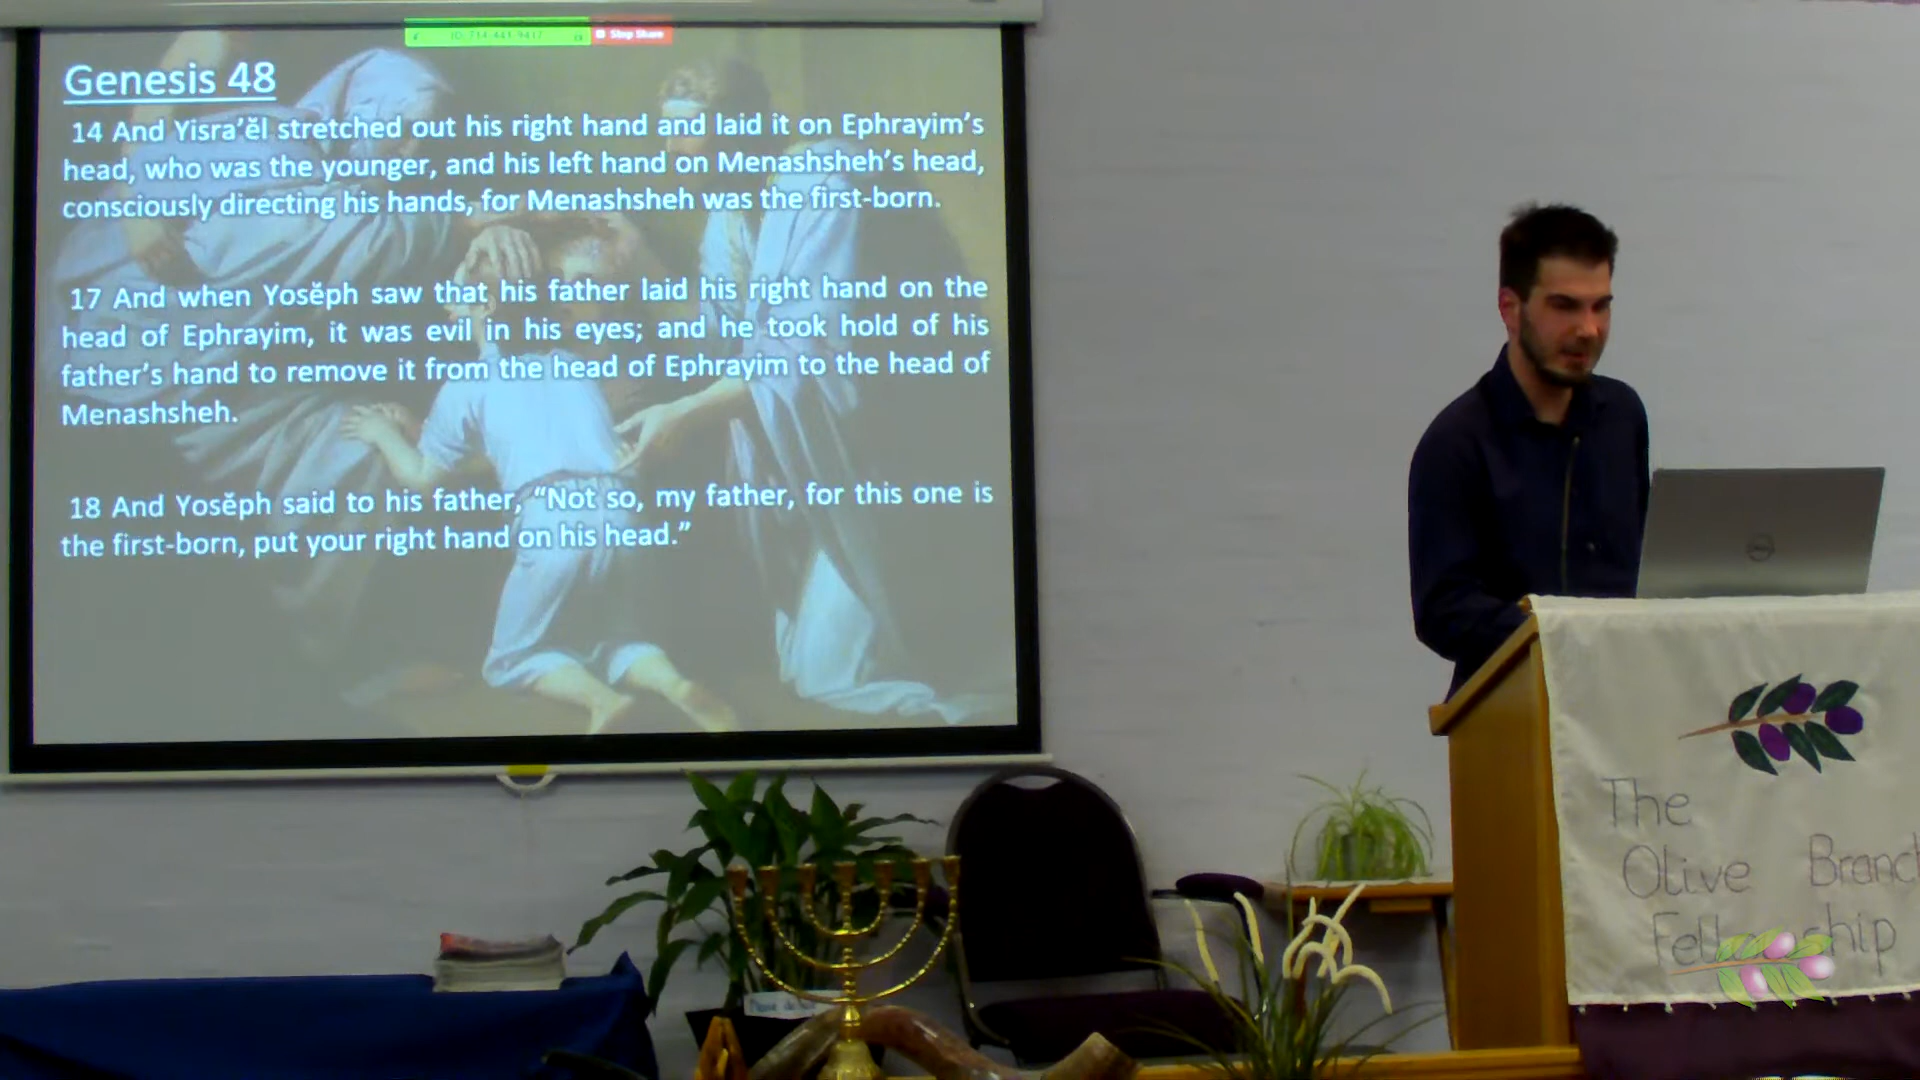 ID: 714-441-9417
Stop Share
Genesis 48
14 And Yisra’ĕl stretched out his right hand and laid it on Ephrayim’s
head, who was the younger, and his left hand on Menashsheh’s head,
consciously directing his hands, for Menashsheh was the first-born.
17 And when Yosĕph saw that his father laid his right hand on the
head of Ephrayim, it was evil in his eyes; and he took hold of his
father’s hand to remove it from the head of Ephrayim to the head of
Menashsheh.
18 And Yosĕph said to his father, “Not so, my father, for this one is
the first-born, put your right hand on his head.”
The
Olive Branch
Fellowship